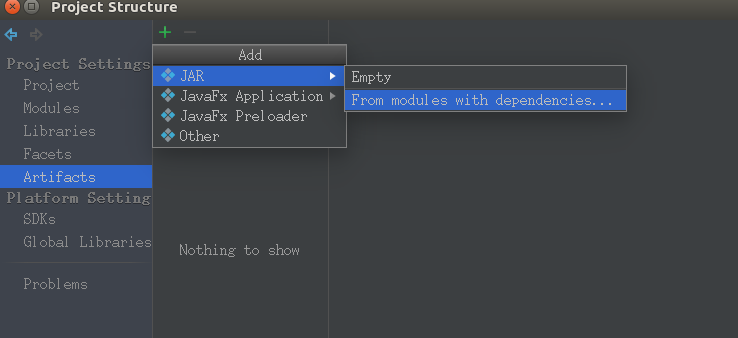 Project Structure
Project Settings
Project
Modules
Libraries
Facets
Artifacts
Platform Setting
SDKs
Global Libraries
Problems
Add
JAR
JavaFx Application
JavaFx Preloader
Other
Empty
From modules with dependencies...
Nothing to show